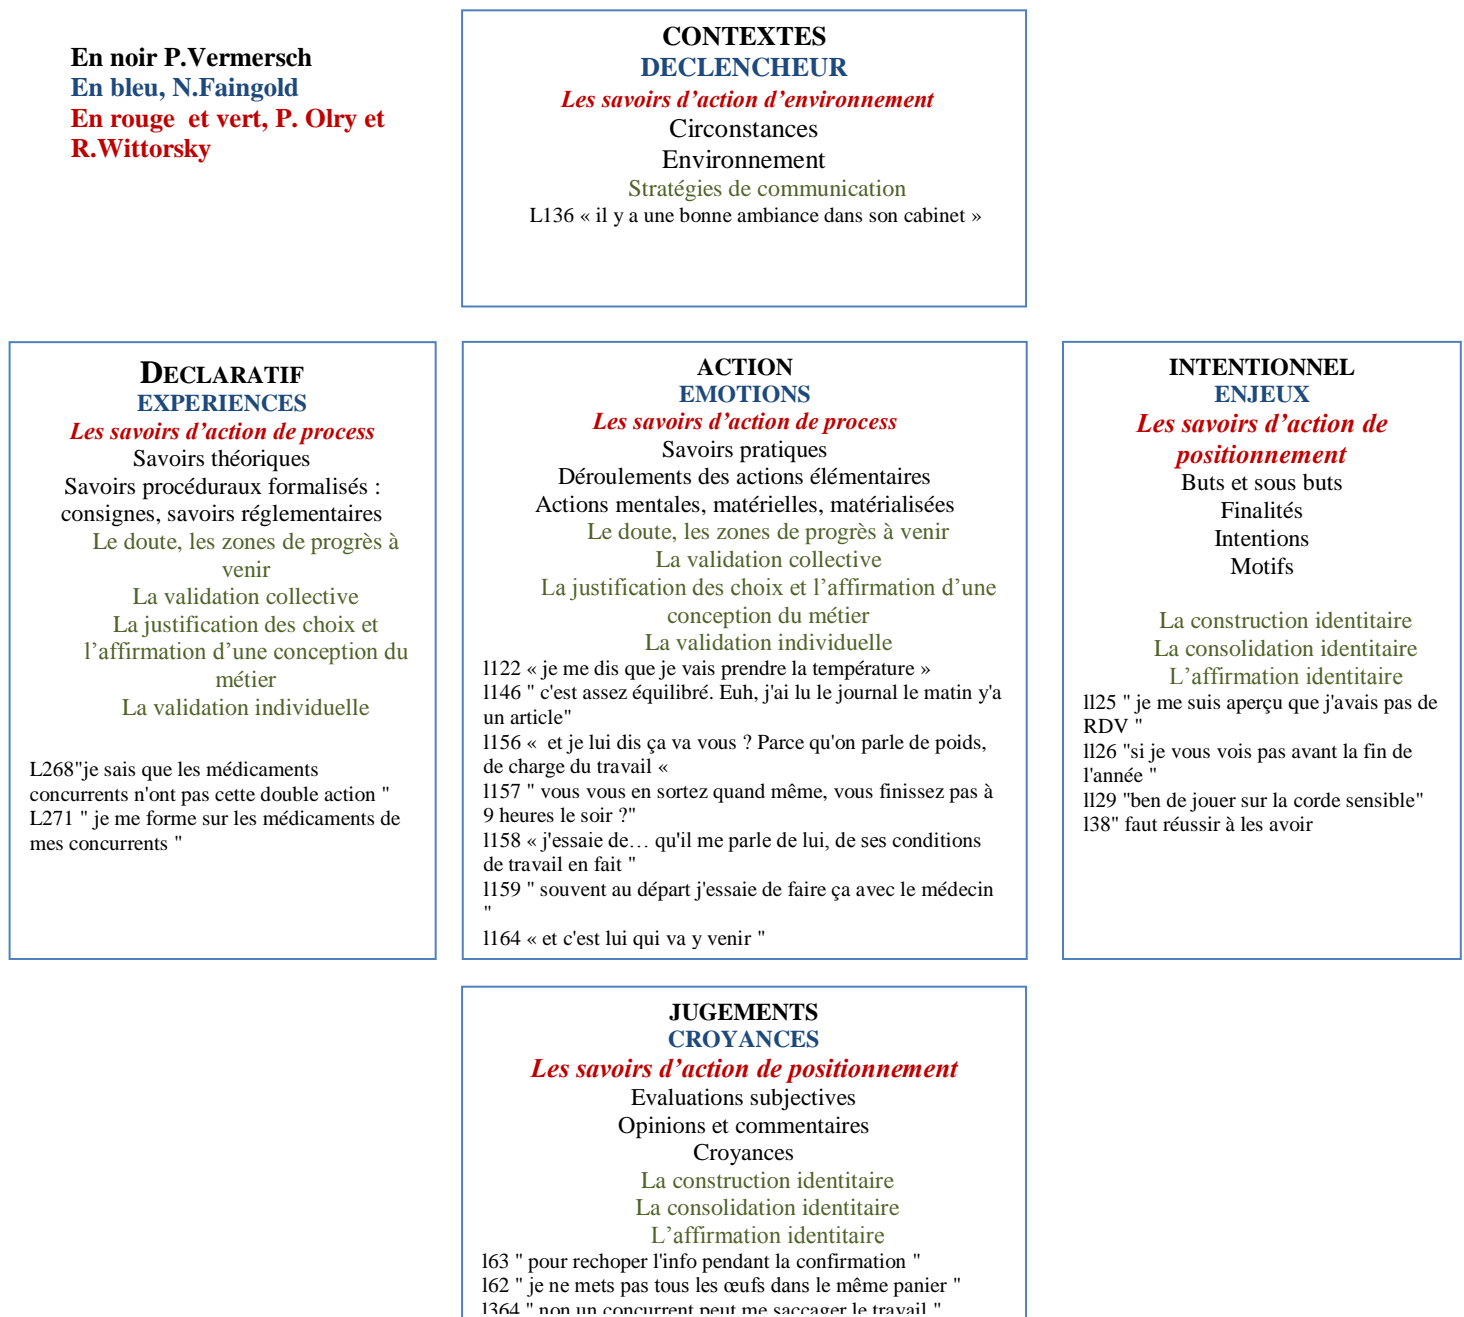 En noir P.Vermersch
En bleu, N.Faingold
En rouge et vert, P. Olry et
R.Wittorsky
CONTEXTES
DECLENCHEUR
Les savoirs d’action d’environnement
Circonstances
Environnement
Stratégies de communication
L136 « il y a une bonne ambiance dans son cabinet »
DECLARATIF
EXPERIENCES
Les savoirs d’action de process
Savoirs théoriques
Savoirs procéduraux formalisés :
consignes, savoirs réglementaires
Le doute, les zones de progrès à
venir
La validation collective
La justification des choix et
l’affirmation d’une conception du
métier
La validation individuelle
L268"je sais que les médicaments
concurrents n'ont pas cette double action "
L271 " je me forme sur les médicaments de
mes concurrents "
ACTION
EMOTIONS
Les savoirs d’action de process
Savoirs pratiques
Déroulements des actions élémentaires
Actions mentales, matérielles, matérialisées
Le doute, les zones de progrès à venir
La validation collective
La justification des choix et l’affirmation d’une
conception du métier
La validation individuelle
l122 « je me dis que je vais prendre la température »
l146 " c'est assez équilibré. Euh, j'ai lu le journal le matin y'a
un article"
l156 « et je lui dis ça va vous ? Parce qu'on parle de poids,
de charge du travail «
l157 " vous vous en sortez quand même, vous finissez pas à
9 heures le soir ?"
l158 « j'essaie de… qu'il me parle de lui, de ses conditions
de travail en fait "
l159 " souvent au départ j'essaie de faire ça avec le médecin
"
l164 « et c'est lui qui va y venir "
INTENTIONNEL
ENJEUX
Les savoirs d’action de
positionnement
Buts et sous buts
Finalités
Intentions
Motifs
La construction identitaire
La consolidation identitaire
L’affirmation identitaire
ll25 " je me suis aperçu que j'avais pas de
RDV "
ll26 "si je vous vois pas avant la fin de
l'année "
ll29 "ben de jouer sur la corde sensible"
l38" faut réussir à les avoir
JUGEMENTS
CROYANCES
Les savoirs d’action de positionnement
Evaluations subjectives
Opinions et commentaires
Croyances
La construction identitaire
La consolidation identitaire
L’affirmation identitaire
l63 " pour rechoper l'info pendant la confirmation "
l62 " je ne mets pas tous les œufs dans le même panier "
l364 " non un concurrent peut me saccager le travail "